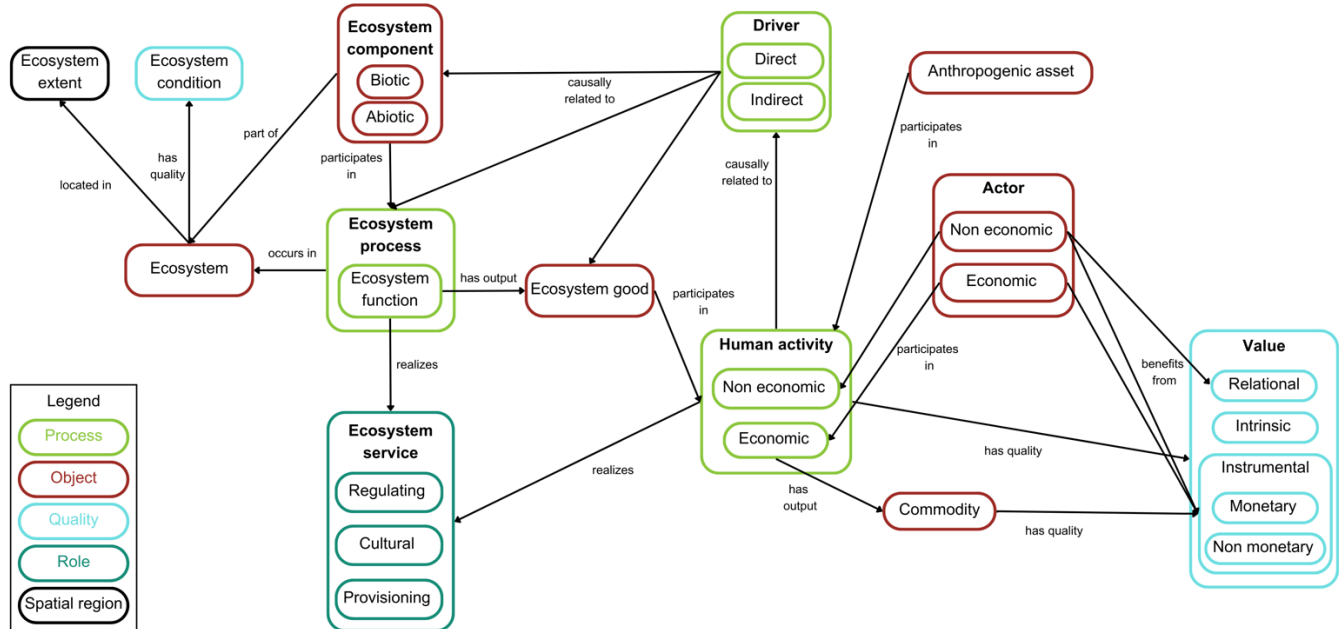 Ecosystem
extent
Ecosystem
condition
Ecosystem
component
Biotic
Abiotic
Driver
Direct
Indirect
Anthropogenic asset
causally
related to
part of
participates
in
has
quality
located in
causally
related to
participates
in
Actor
Non economic
Economic
Ecosystem
process
Ecosystem
function
Ecosystem
occurs in
has output
Ecosystem good
participates
in
Human activity
Non economic
Economic
participates
in
benefits
from
Value
Relational
Intrinsic
Instrumental
Monetary
Non monetary
realizes
Ecosystem
service
Regulating
Cultural
Provisioning
realizes
has quality
has
output
Commodity
has quality
Legend
Process
Object
Quality
Role
Spatial region